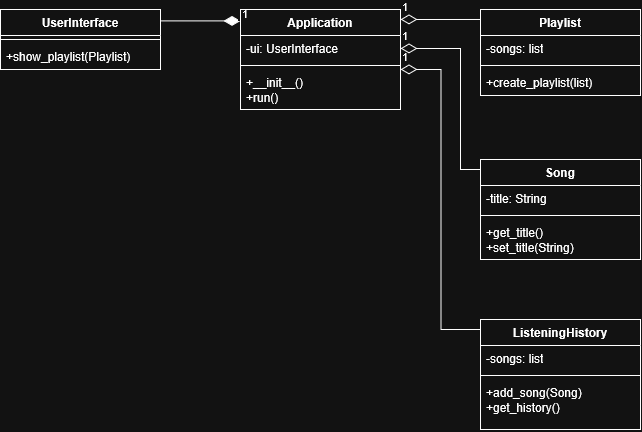 UserInterface
+show_playlist(Playlist)
1
Application
-ui: UserInterface
+__init__()
+run()
1
1
1
Playlist
-songs: list
+create_playlist(list)
Song
-title: String
+get_title()
+set_title(String)
ListeningHistory
-songs: list
+add_song(Song)
+get_history()